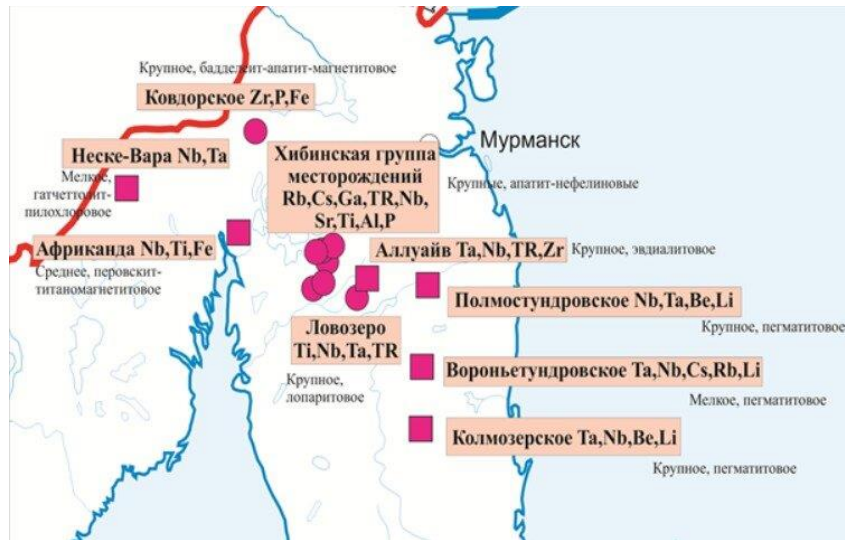 Крупное, бадделеит-апатит-магнетитовое
Ковдорское Zr,P,Fe
Мурманск
Неске-Вара Nb,Ta
Мелкое,
гатчеттолит-
пилохлоровое
Хибинская группа
месторождений
Rb,Cs,Ga,TR,Nb,
Sr,Ti,Al,P
Крупные, апатит-нефелиновые
Африканда Nb,Ti,Fe
Среднее, перовскит-
титаномагнетитовое
Аллуайв Ta,Nb,TR,Zr
Крупное, эвдиалитовое
Полмостундровское Nb,Ta,Be,Li
Крупное, пегматитовое
Ловозеро
Ti,Nb,Ta,TR
Крупное,
лопаритовое
Вороньетундровское Ta,Nb,Cs,Rb,Li
Мелкое, пегматитовое
Колмозерское Ta,Nb,Be,Li
Крупное, пегматитовое